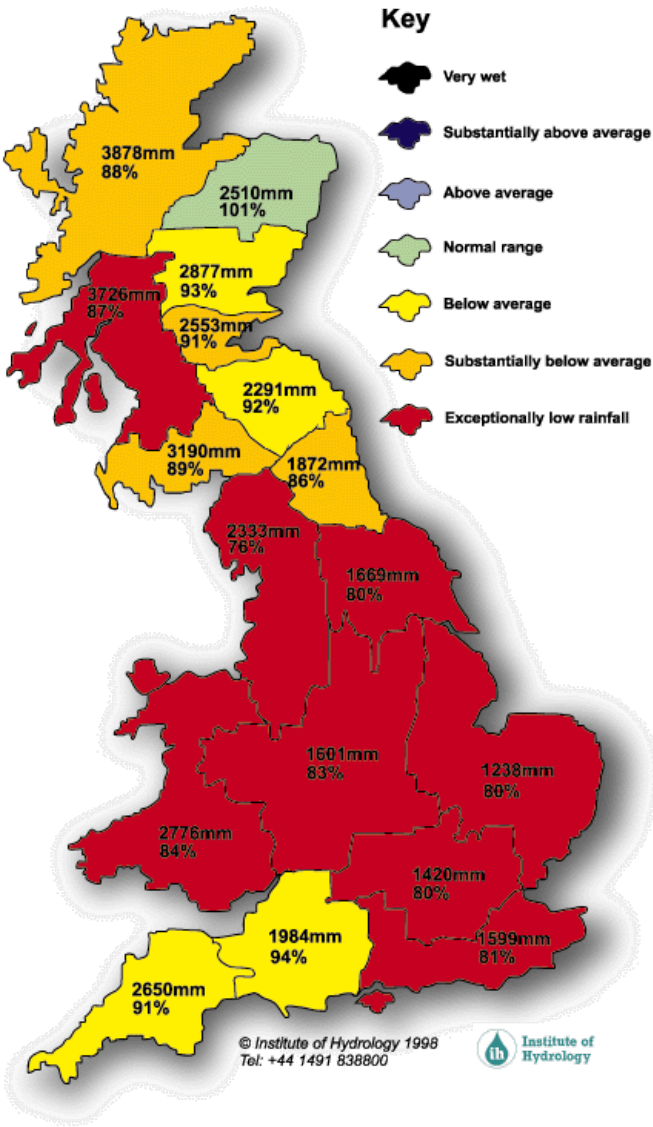 Key
Very wet
Substantially above average
Above average
Normal range
Below average
Substantially below average
Exceptionally low rainfall
3878mm
88%
2510mm
101%
2877mm
93%
3726mm
87%
2553mm
91%
2291mm
92%
3190mm
89%
1872mm
86%
2333mm
76%
1669mm
80%
1601mm
83%
1238mm
80%
2776mm
84%
1420mm
80%
1599mm
81%
1984mm
94%
2650mm
91%
© Institute of Hydrology 1998
Tel: +44 1491 838800
ih
Institute of
Hydrology